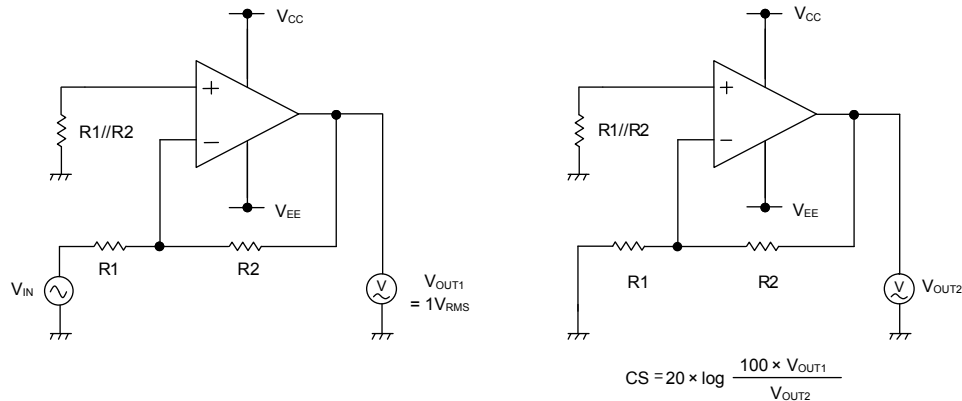 VCC
VCC
+
+
R1//R2
R1//R2
−
−
VEE
VEE
R1
R2
R1
R2
VIN
V
VOUT1
= 1VRMS
V
VOUT2
CS = 20 × log 100 × VOUT1
VOUT2